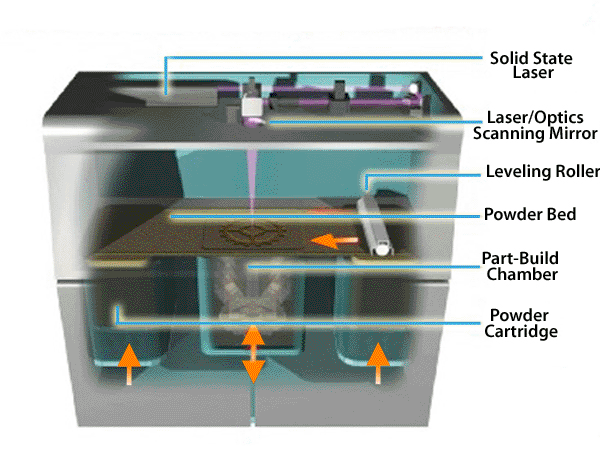 Solid State
Laser
Laser/Optics
Scanning Mirror
Leveling Roller
Powder Bed
Part-Build
Chamber
Powder
Cartridge